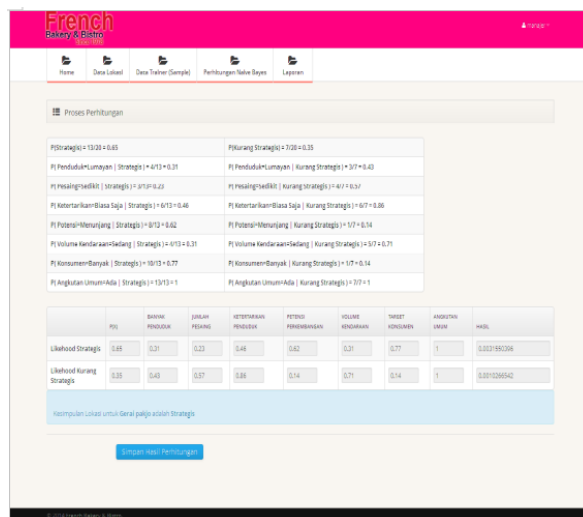 French
Bakery & Bistro
manajer
Home Data Lokasi Data Trainer (Sample) Perhitungan Naive Bayes Laporan
Proses Perhitungan
P(Strategis) = 13/20 = 0.65 P(Kurang Strategis) = 7/20 = 0.35
P( Penduduk=Lumayan | Strategis ) = 4/13 = 0.31 P( Penduduk=Lumayan | Kurang Strategis ) = 3/7 = 0.43
P( Pesaing=Sedikit | Strategis ) = 3/13= 0.23 P( Pesaing=Sedikit | Kurang Strategis ) = 4/7 = 0.57
P( Ketertarikan=Biasa Saja | Strategis ) = 6/13 = 0.46 P( Ketertarikan=Biasa Saja | Kurang Strategis ) = 6/7 = 0.86
P( Potensi=Menunjang | Strategis ) = 8/13 = 0.62 P( Potensi=Menunjang | Kurang Strategis ) = 1/7 = 0.14
P( Volume Kendaraan=Sedang | Strategis ) = 4/13 = 0.31 P( Volume Kendaraan=Sedang | Kurang Strategis ) = 5/7 = 0.71
P( Konsumen=Banyak | Strategis ) = 10/13 = 0.77 P( Konsumen=Banyak | Kurang Strategis ) = 1/7 = 0.14
P( Angkutan Umum=Ada | Strategis ) = 13/13 = 1 P( Angkutan Umum=Ada | Kurang Strategis ) = 7/7 = 1
BANYAK JUMLAH KETERTARIKAN POTENSI VOLUME TARGET ANGKUTAN
PENDUDUK PESAING PENDUDUK PERKEMBANGAN KENDARAAN KONSUMEN UMUM HASIL
Likehood Strategis 0.65 0.31 0.23 0.46 0.62 0.31 0.77 1 0.0031550396
Likehood Kurang 0.35 0.43 0.57 0.86 0.14 0.71 0.14 1 0.0010266542
Strategis
Kesimpulan Lokasi untuk Gerai pakjo adalah Strategis
Simpan Hasil Perhitungan
French Bakery & Bistro